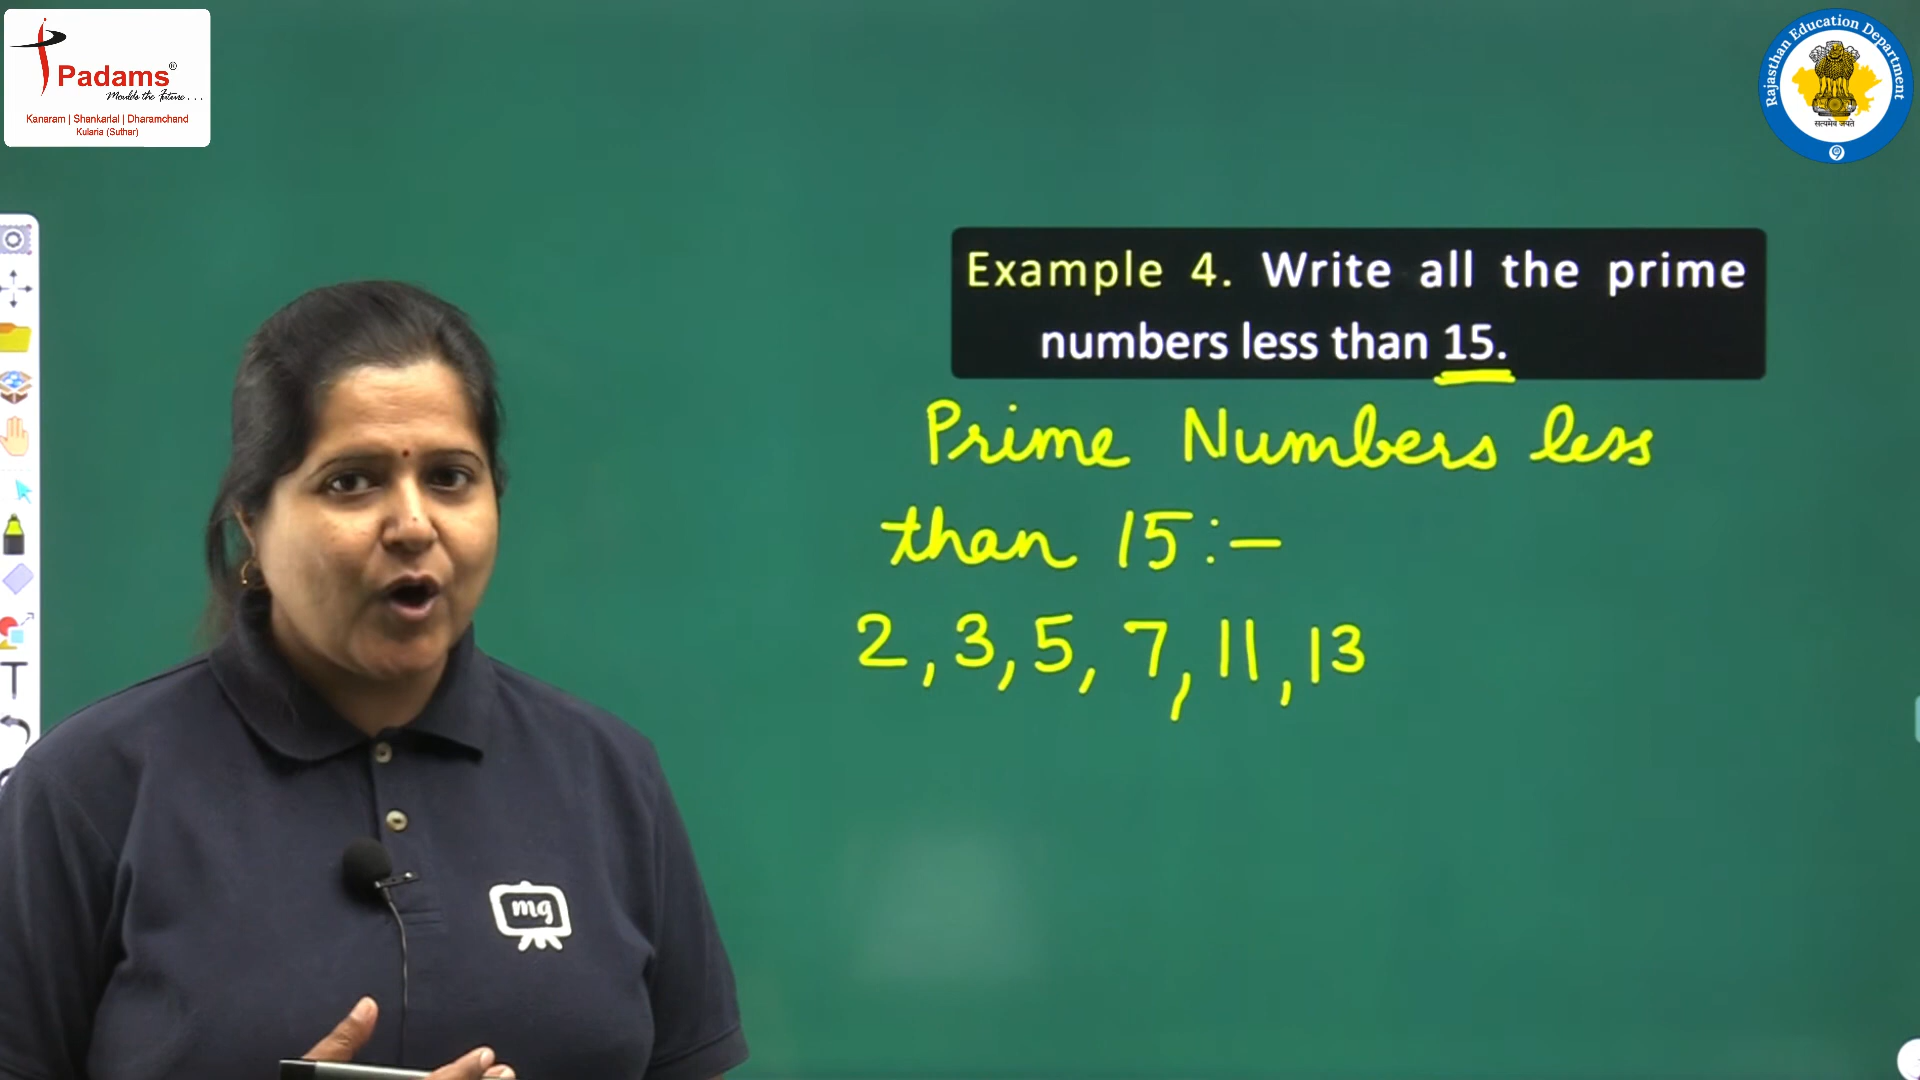 Padams®
Moulds the Future...
Kanaram | Shankarlal | Dharamchand
Kularia (Suthar)
Rajasthan Education Department
सत्यमेव जयते
Example 4. Write all the prime
numbers less than 15.
Prime Numbers less
than 15:-
2, 3, 5, 7, 11, 13
T
mg